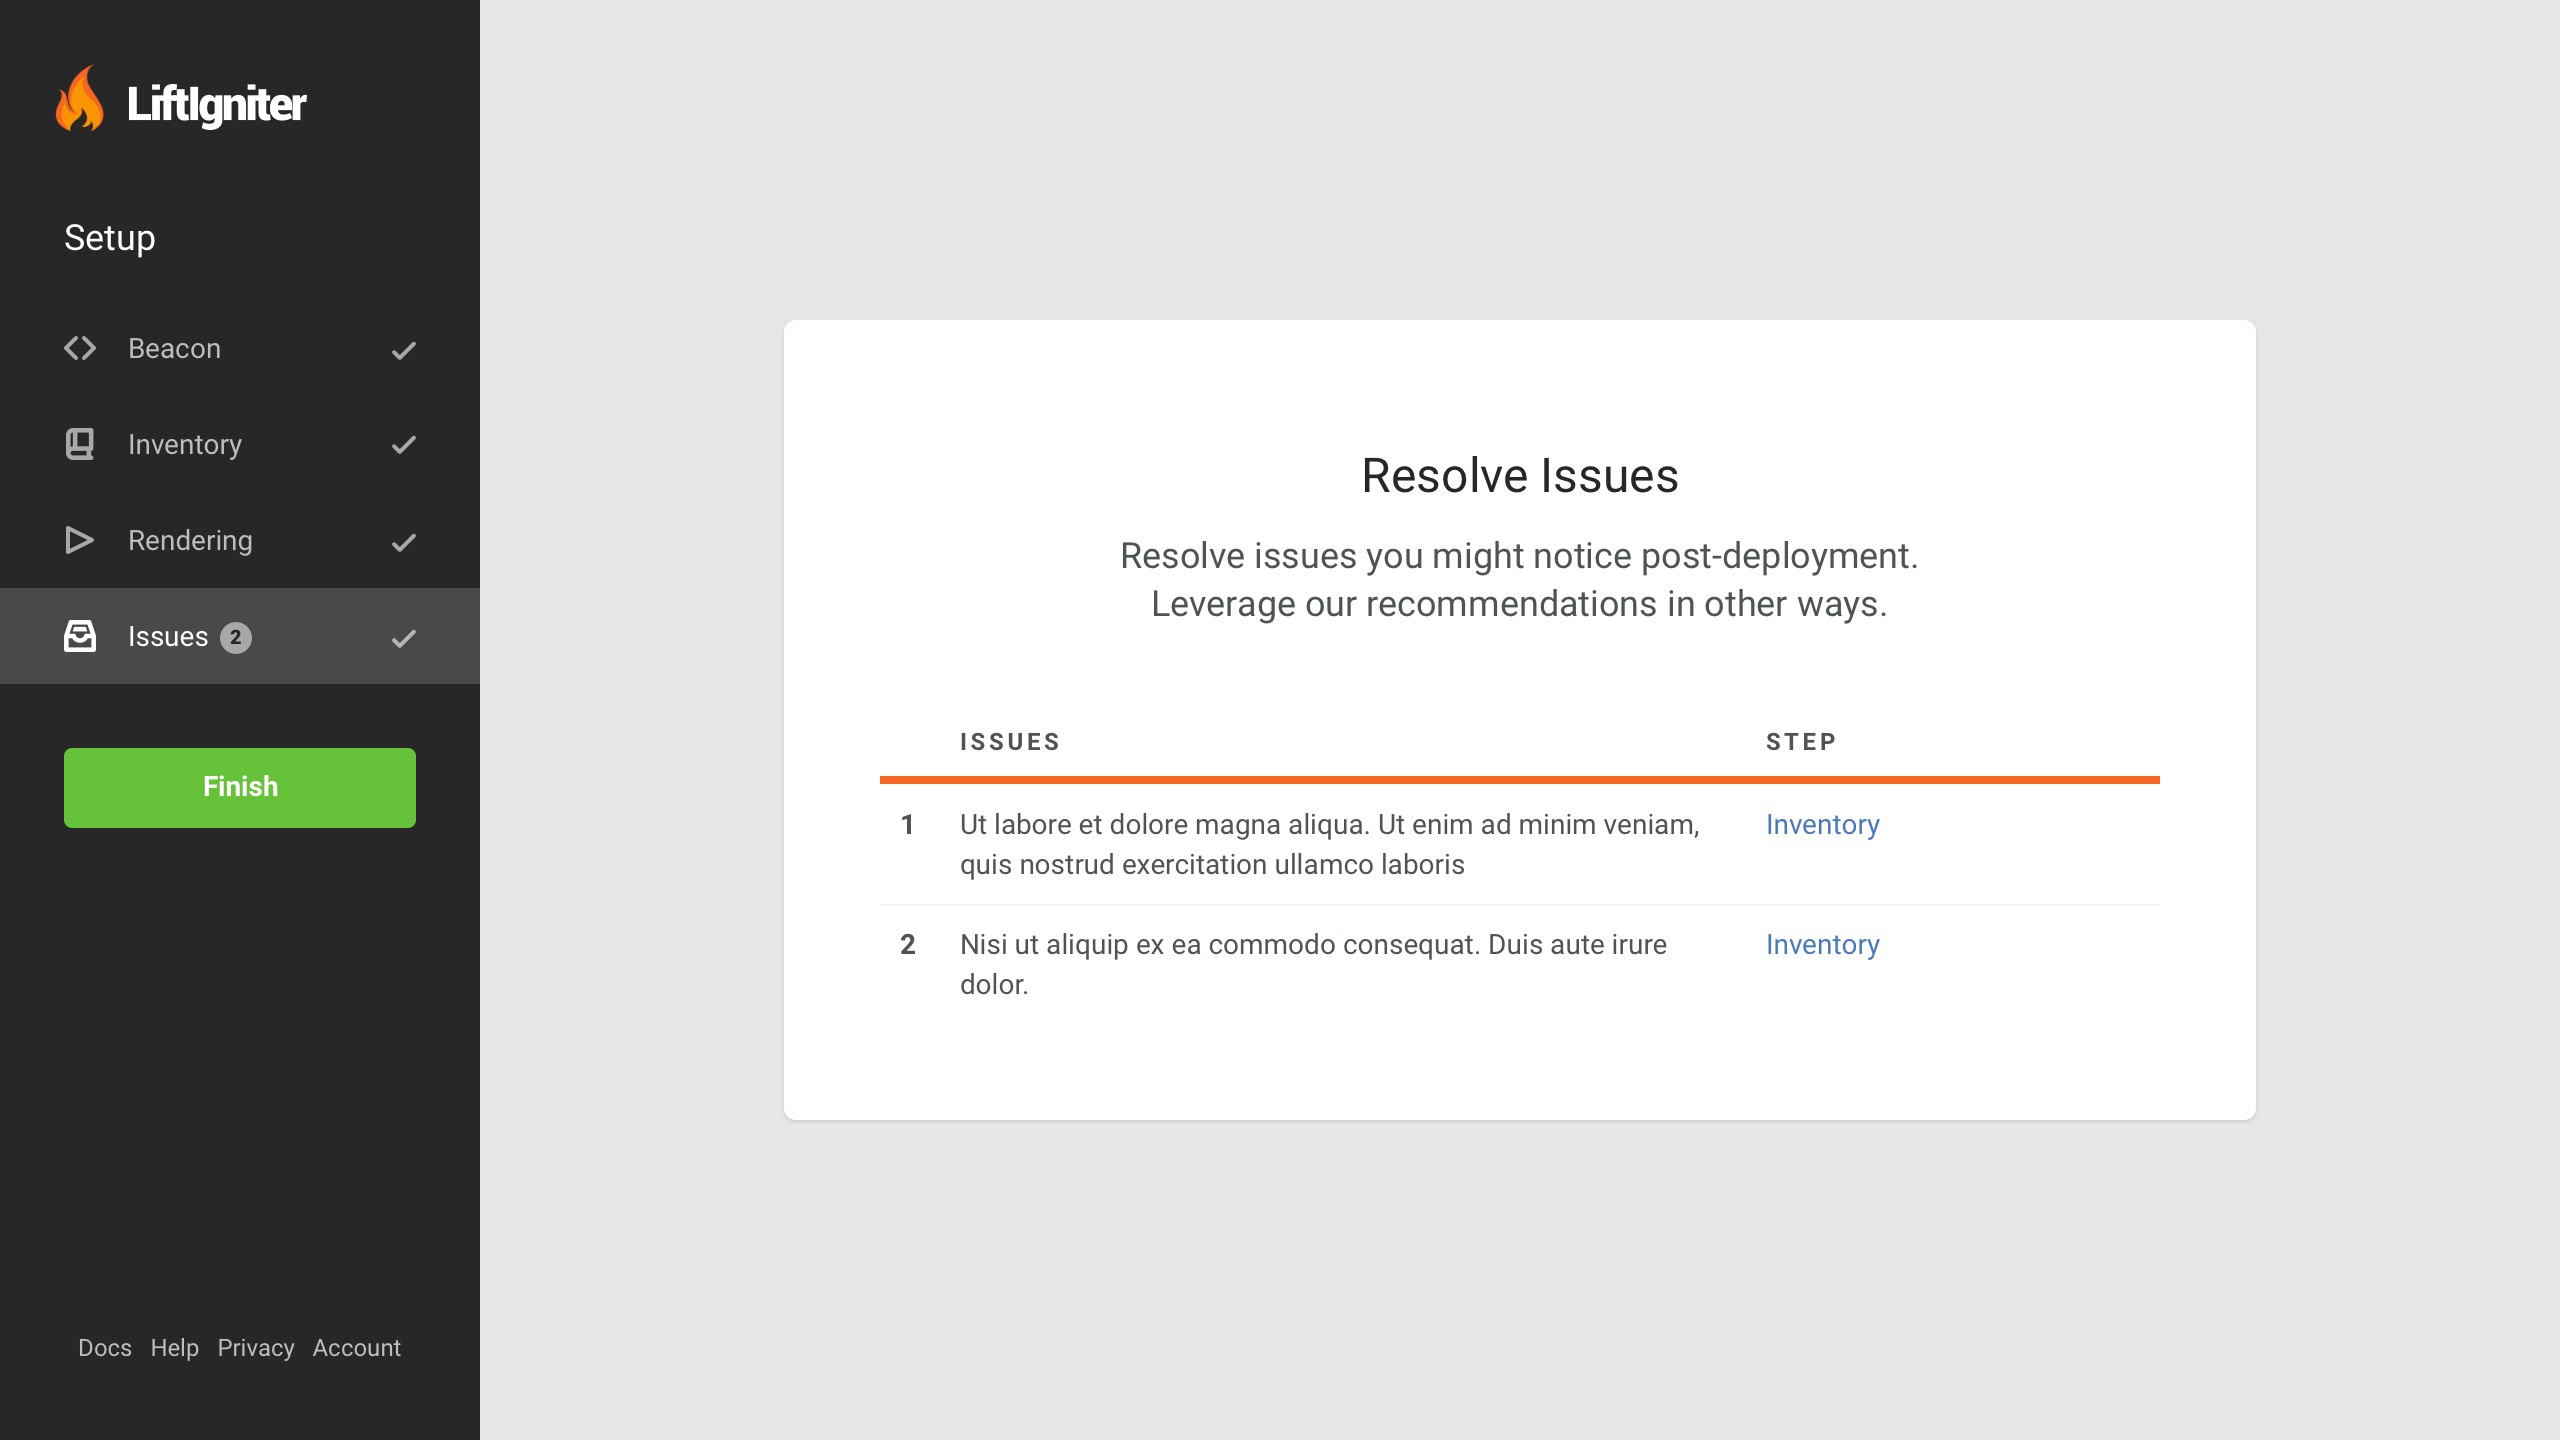 LiftIgniter
Setup
Beacon
Inventory
Rendering
Issues 2
Finish
Docs Help Privacy Account
Resolve Issues
Resolve issues you might notice post-deployment.
Leverage our recommendations in other ways.
ISSUES STEP
1 Ut labore et dolore magna aliqua. Ut enim ad minim veniam, Inventory
quis nostrud exercitation ullamco laboris
2 Nisi ut aliquip ex ea commodo consequat. Duis aute irure Inventory
dolor.